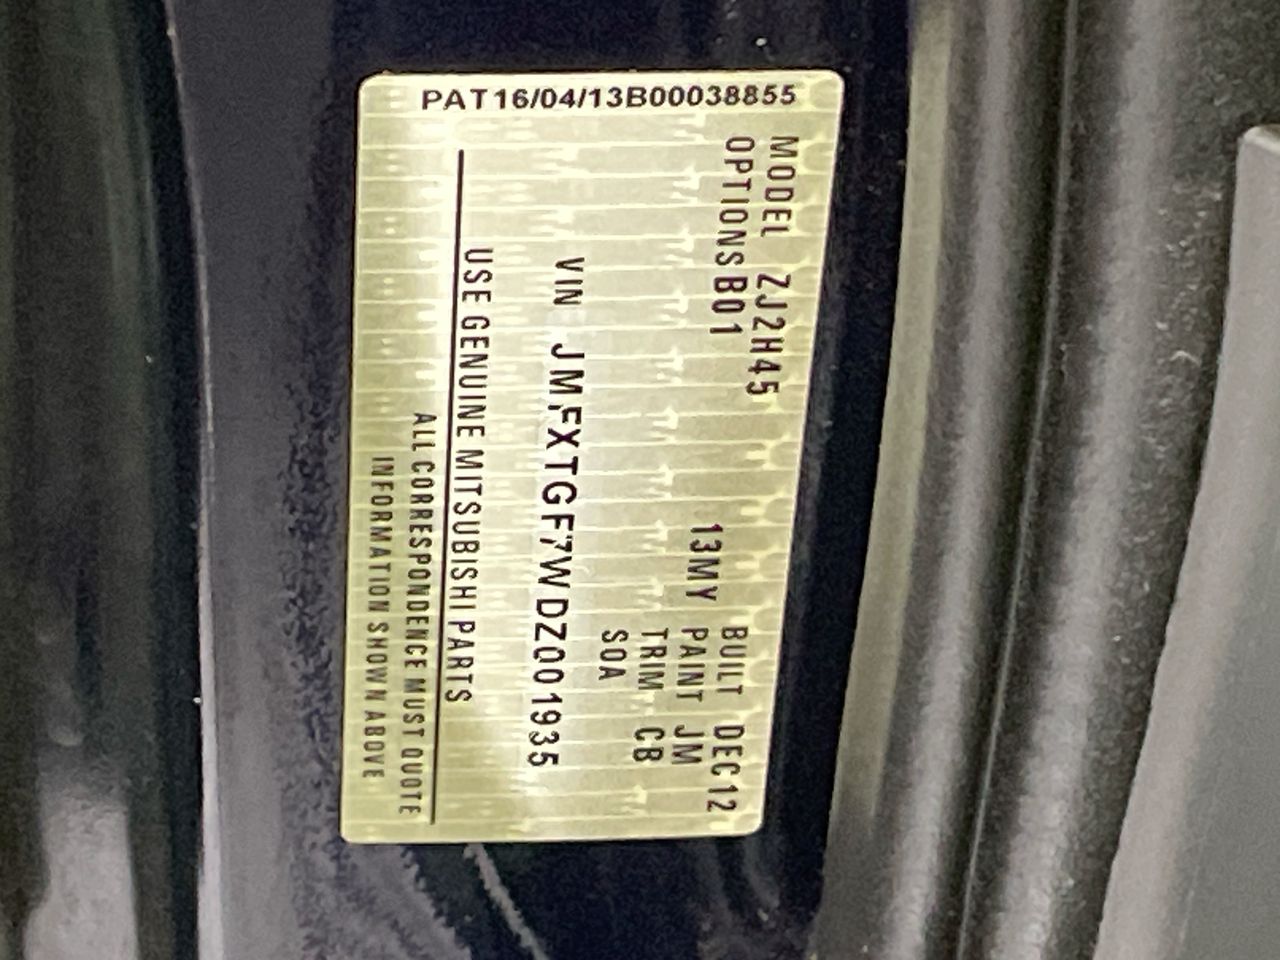 PAT16/04/13B00038855
MODEL ZJ2H45
OPTIONS B01
BUILT DEC12
13MY PAINT JM
TRIM CB
SOA
VIN JMFXTGF7WDZ001935
USE GENUINE MITSUBISHI PARTS
ALL CORRESPONDENCE MUST QUOTE
INFORMATION SHOWN ABOVE